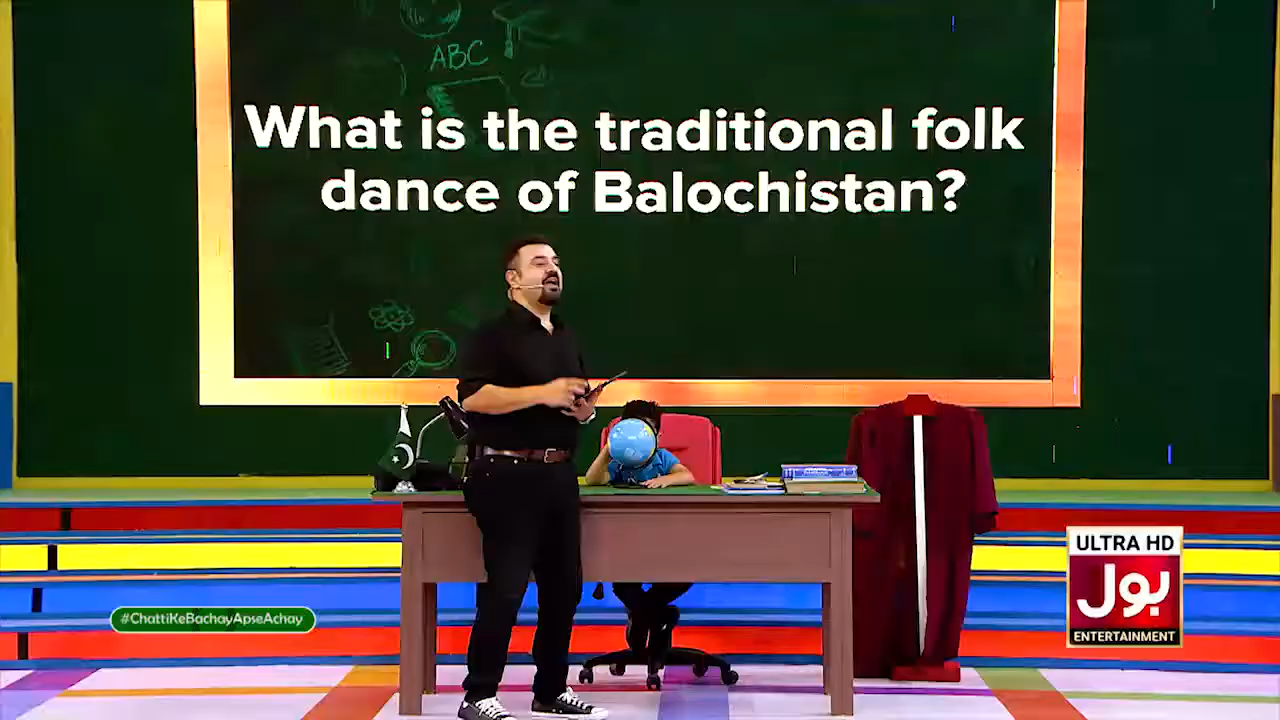 ABC
What is the traditional folk
dance of Balochistan?
#ChattiKeBachayApseAchay
ULTRA HD
بول
ENTERTAINMENT